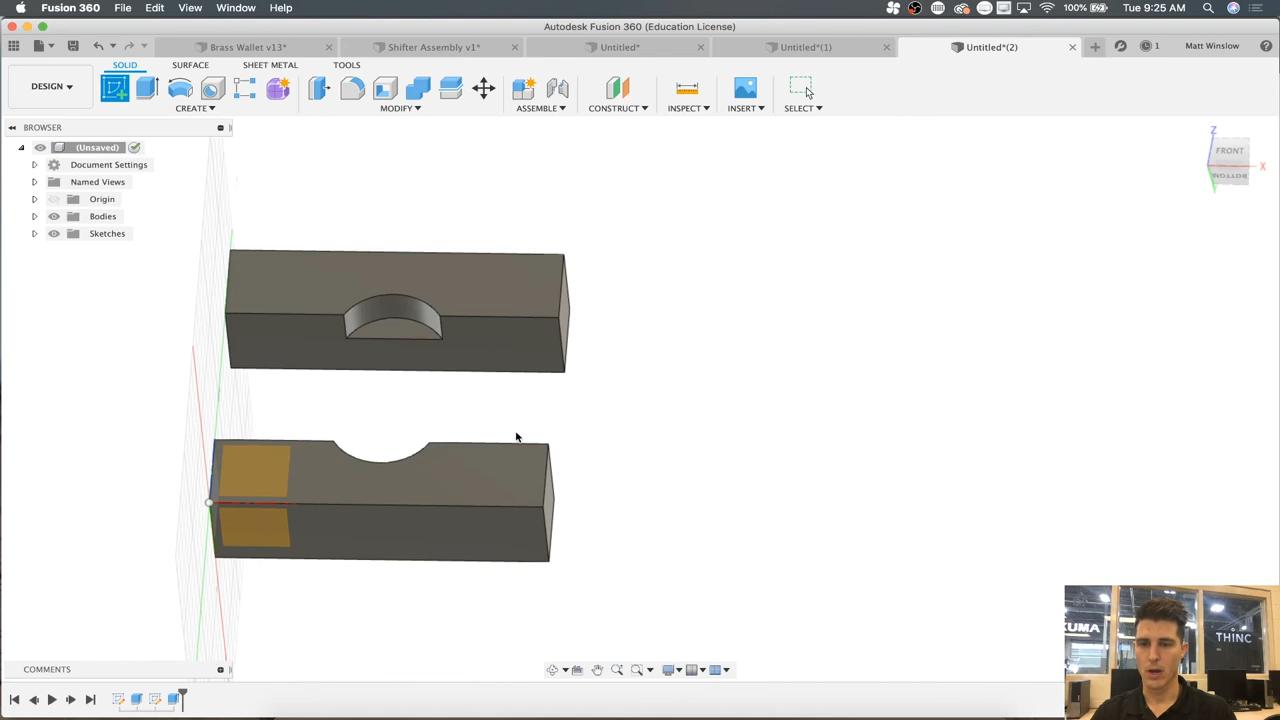 Fusion 360 File Edit View Window Help 100% Tue 9:25 AM
Autodesk Fusion 360 (Education License)
Brass Wallet v13* Shifter Assembly v1* Untitled* Untitled*(1) Untitled*(2) 1 Matt Winslow
SOLID SURFACE SHEET METAL TOOLS
DESIGN
CREATE MODIFY ASSEMBLE CONSTRUCT INSPECT INSERT SELECT
BROWSER
(Unsaved)
Document Settings
Named Views
Origin
Bodies
Sketches
Z
FRONT
X
BOTTOM
KUMA
THINC
COMMENTS